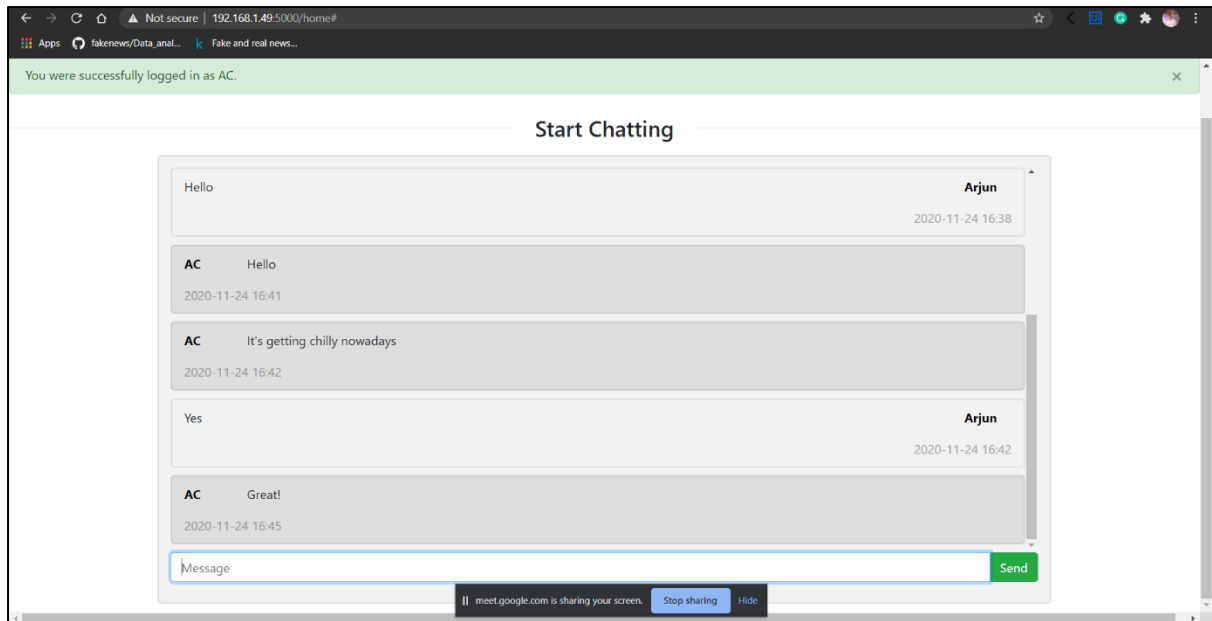 Not secure | 192.168.1.49:5000/home#
Apps fakenews/Data_anal... Fake and real news...
You were successfully logged in as AC. ×
Start Chatting
Hello Arjun
2020-11-24 16:38
AC Hello
2020-11-24 16:41
AC It's getting chilly nowadays
2020-11-24 16:42
Yes Arjun
2020-11-24 16:42
AC Great!
2020-11-24 16:45
Message Send
meet.google.com is sharing your screen. Stop sharing Hide